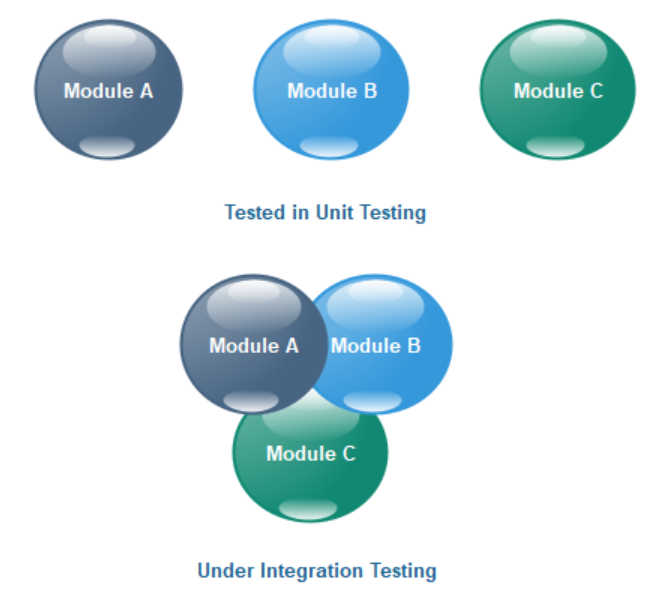 Module A
Module B
Module C
Tested in Unit Testing
Module A
Module B
Module C
Under Integration Testing